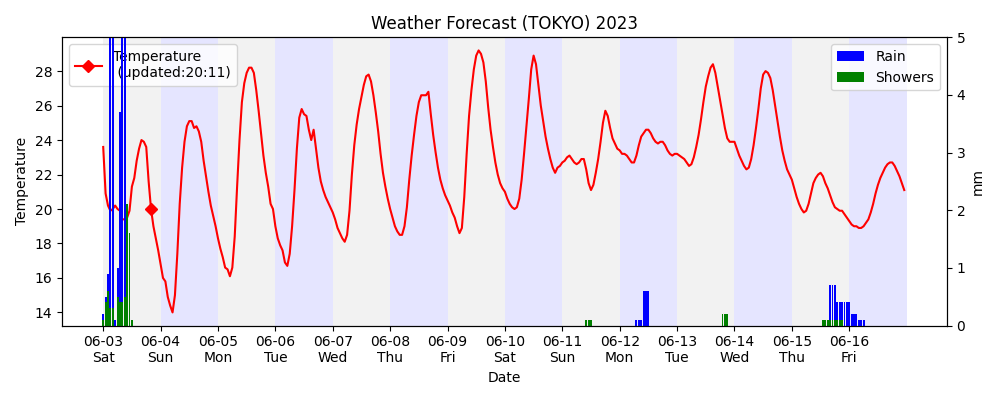 Weather Forecast (TOKYO) 2023
Temperature
(updated:20:11)
Rain
Showers
28
26
24
22
20
18
16
14
Temperature
5
4
3
2
1
0
mm
06-03 06-04 06-05 06-06 06-07 06-08 06-09 06-10 06-11 06-12 06-13 06-14 06-15 06-16
Sat Sun Mon Tue Wed Thu Fri Sat Sun Mon Tue Wed Thu Fri
Date